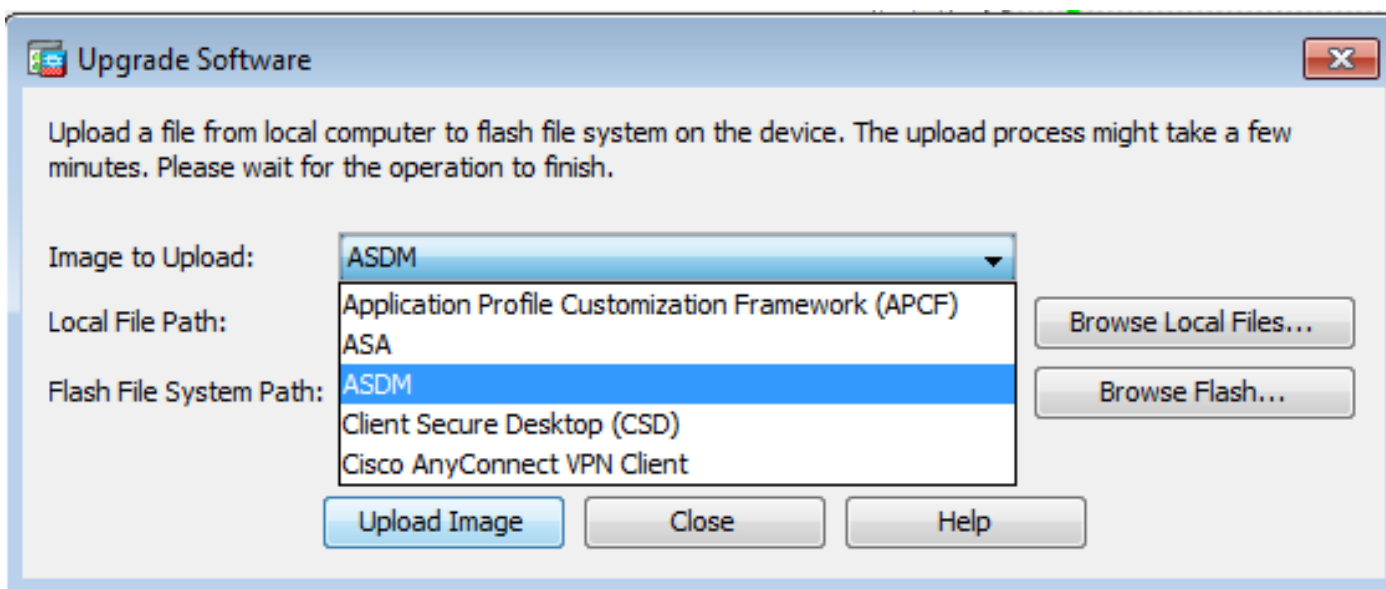 Upgrade Software
Upload a file from local computer to flash file system on the device. The upload process might take a few
minutes. Please wait for the operation to finish.
Image to Upload:
ASDM
Application Profile Customization Framework (APCF)
Local File Path:
Browse Local Files...
ASA
ASDM
Flash File System Path:
Browse Flash...
Client Secure Desktop (CSD)
Cisco AnyConnect VPN Client
Upload Image
Close
Help